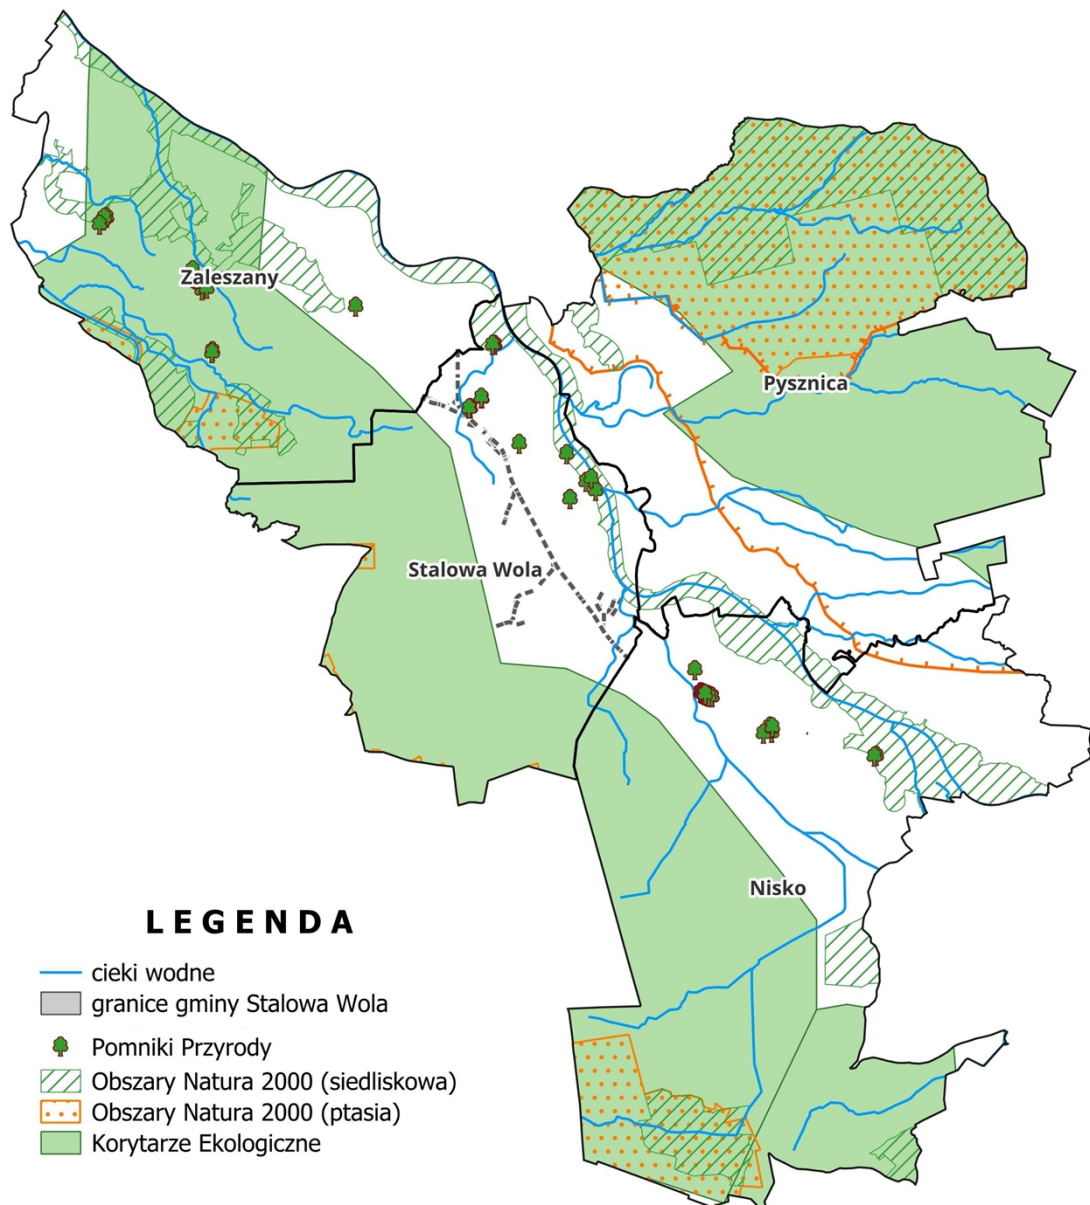 Zaleszany
Pysznica
Stalowa Wola
Nisko
LEGENDA
cieki wodne
granice gminy Stalowa Wola
Pomniki Przyrody
Obszary Natura 2000 (siedliskowa)
Obszary Natura 2000 (ptasia)
Korytarze Ekologiczne